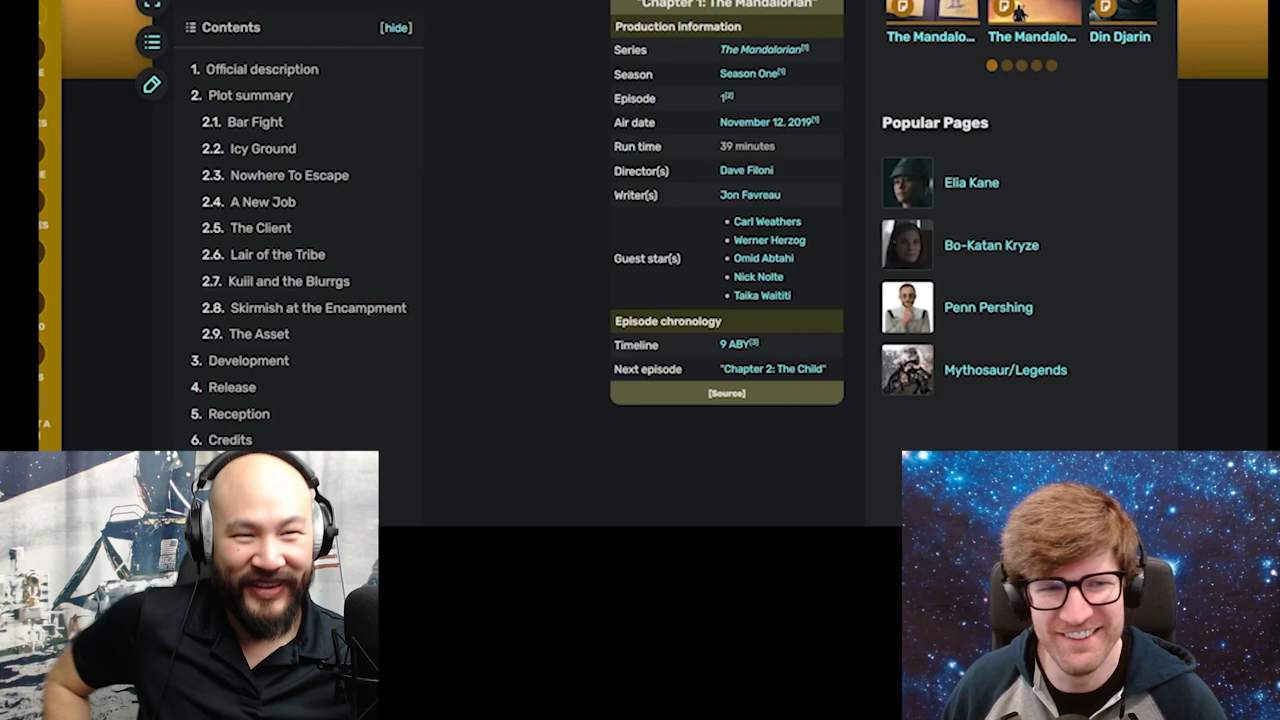 Contents
[hide]
1. Official description
2. Plot summary
2.1. Bar Fight
2.2. Icy Ground
2.3. Nowhere To Escape
2.4. A New Job
2.5. The Client
2.6. Lair of the Tribe
2.7. Kuiil and the Blurrgs
2.8. Skirmish at the Encampment
2.9. The Asset
3. Development
4. Release
5. Reception
6. Credits
"Chapter 1: The Mandalorian"
Production information
Series The Mandalorian[1]
Season Season One[1]
Episode 1[2]
Air date November 12, 2019[1]
Run time 39 minutes
Director(s) Dave Filoni
Writer(s) Jon Favreau
Guest star(s)
• Carl Weathers
• Werner Herzog
• Omid Abtahi
• Nick Nolte
• Taika Waititi
Episode chronology
Timeline 9 ABY[3]
Next episode "Chapter 2: The Child"
[Source]
The Mandalo...
The Mandalo...
Din Djarin
Popular Pages
Elia Kane
Bo-Katan Kryze
Penn Pershing
Mythosaur/Legends